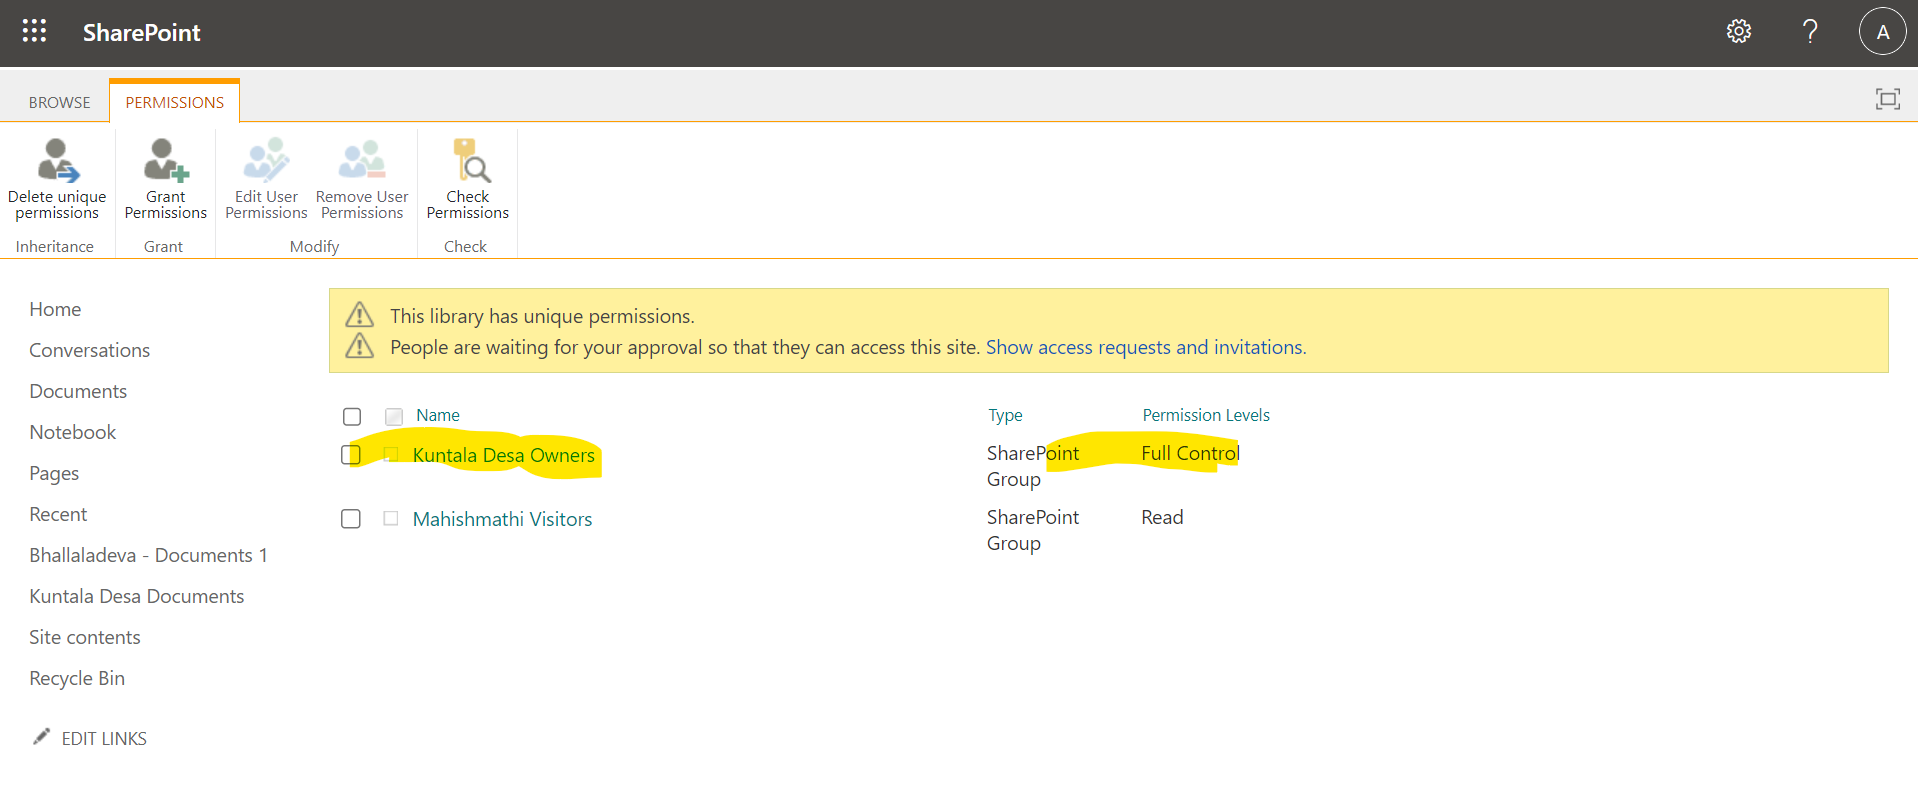 SharePoint
?
A
BROWSE
PERMISSIONS
Delete unique
permissions
Grant
Permissions
Edit User
Permissions
Remove User
Permissions
Check
Permissions
Inheritance
Grant
Modify
Check
Home
Conversations
Documents
Notebook
Pages
Recent
Bhallaladeva - Documents 1
Kuntala Desa Documents
Site contents
Recycle Bin
EDIT LINKS
This library has unique permissions.
People are waiting for your approval so that they can access this site. Show access requests and invitations.
Name Type Permission Levels
Kuntala Desa Owners SharePoint Full Control
Group
Mahishmathi Visitors SharePoint Read
Group